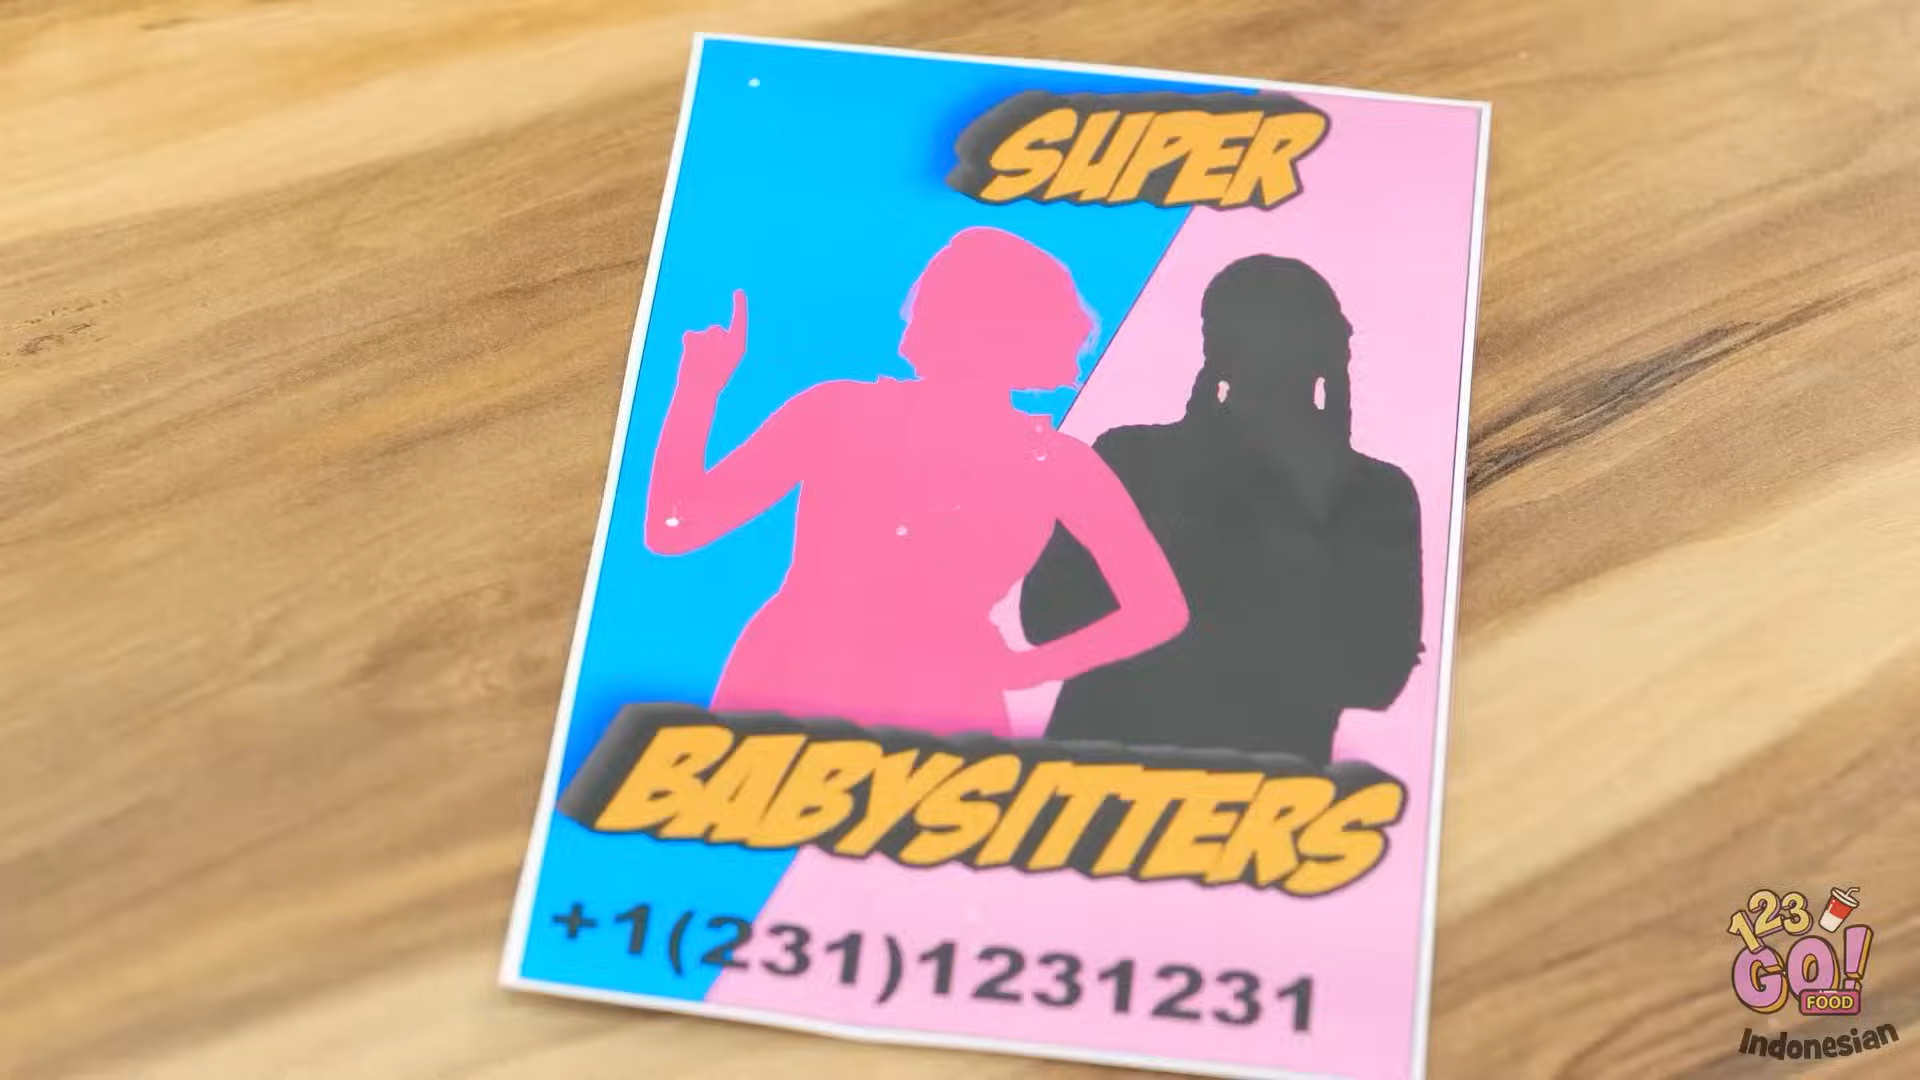 SUPER
BABYSITTERS
+1(231)1231231
123
GO!
FOOD
Indonesian